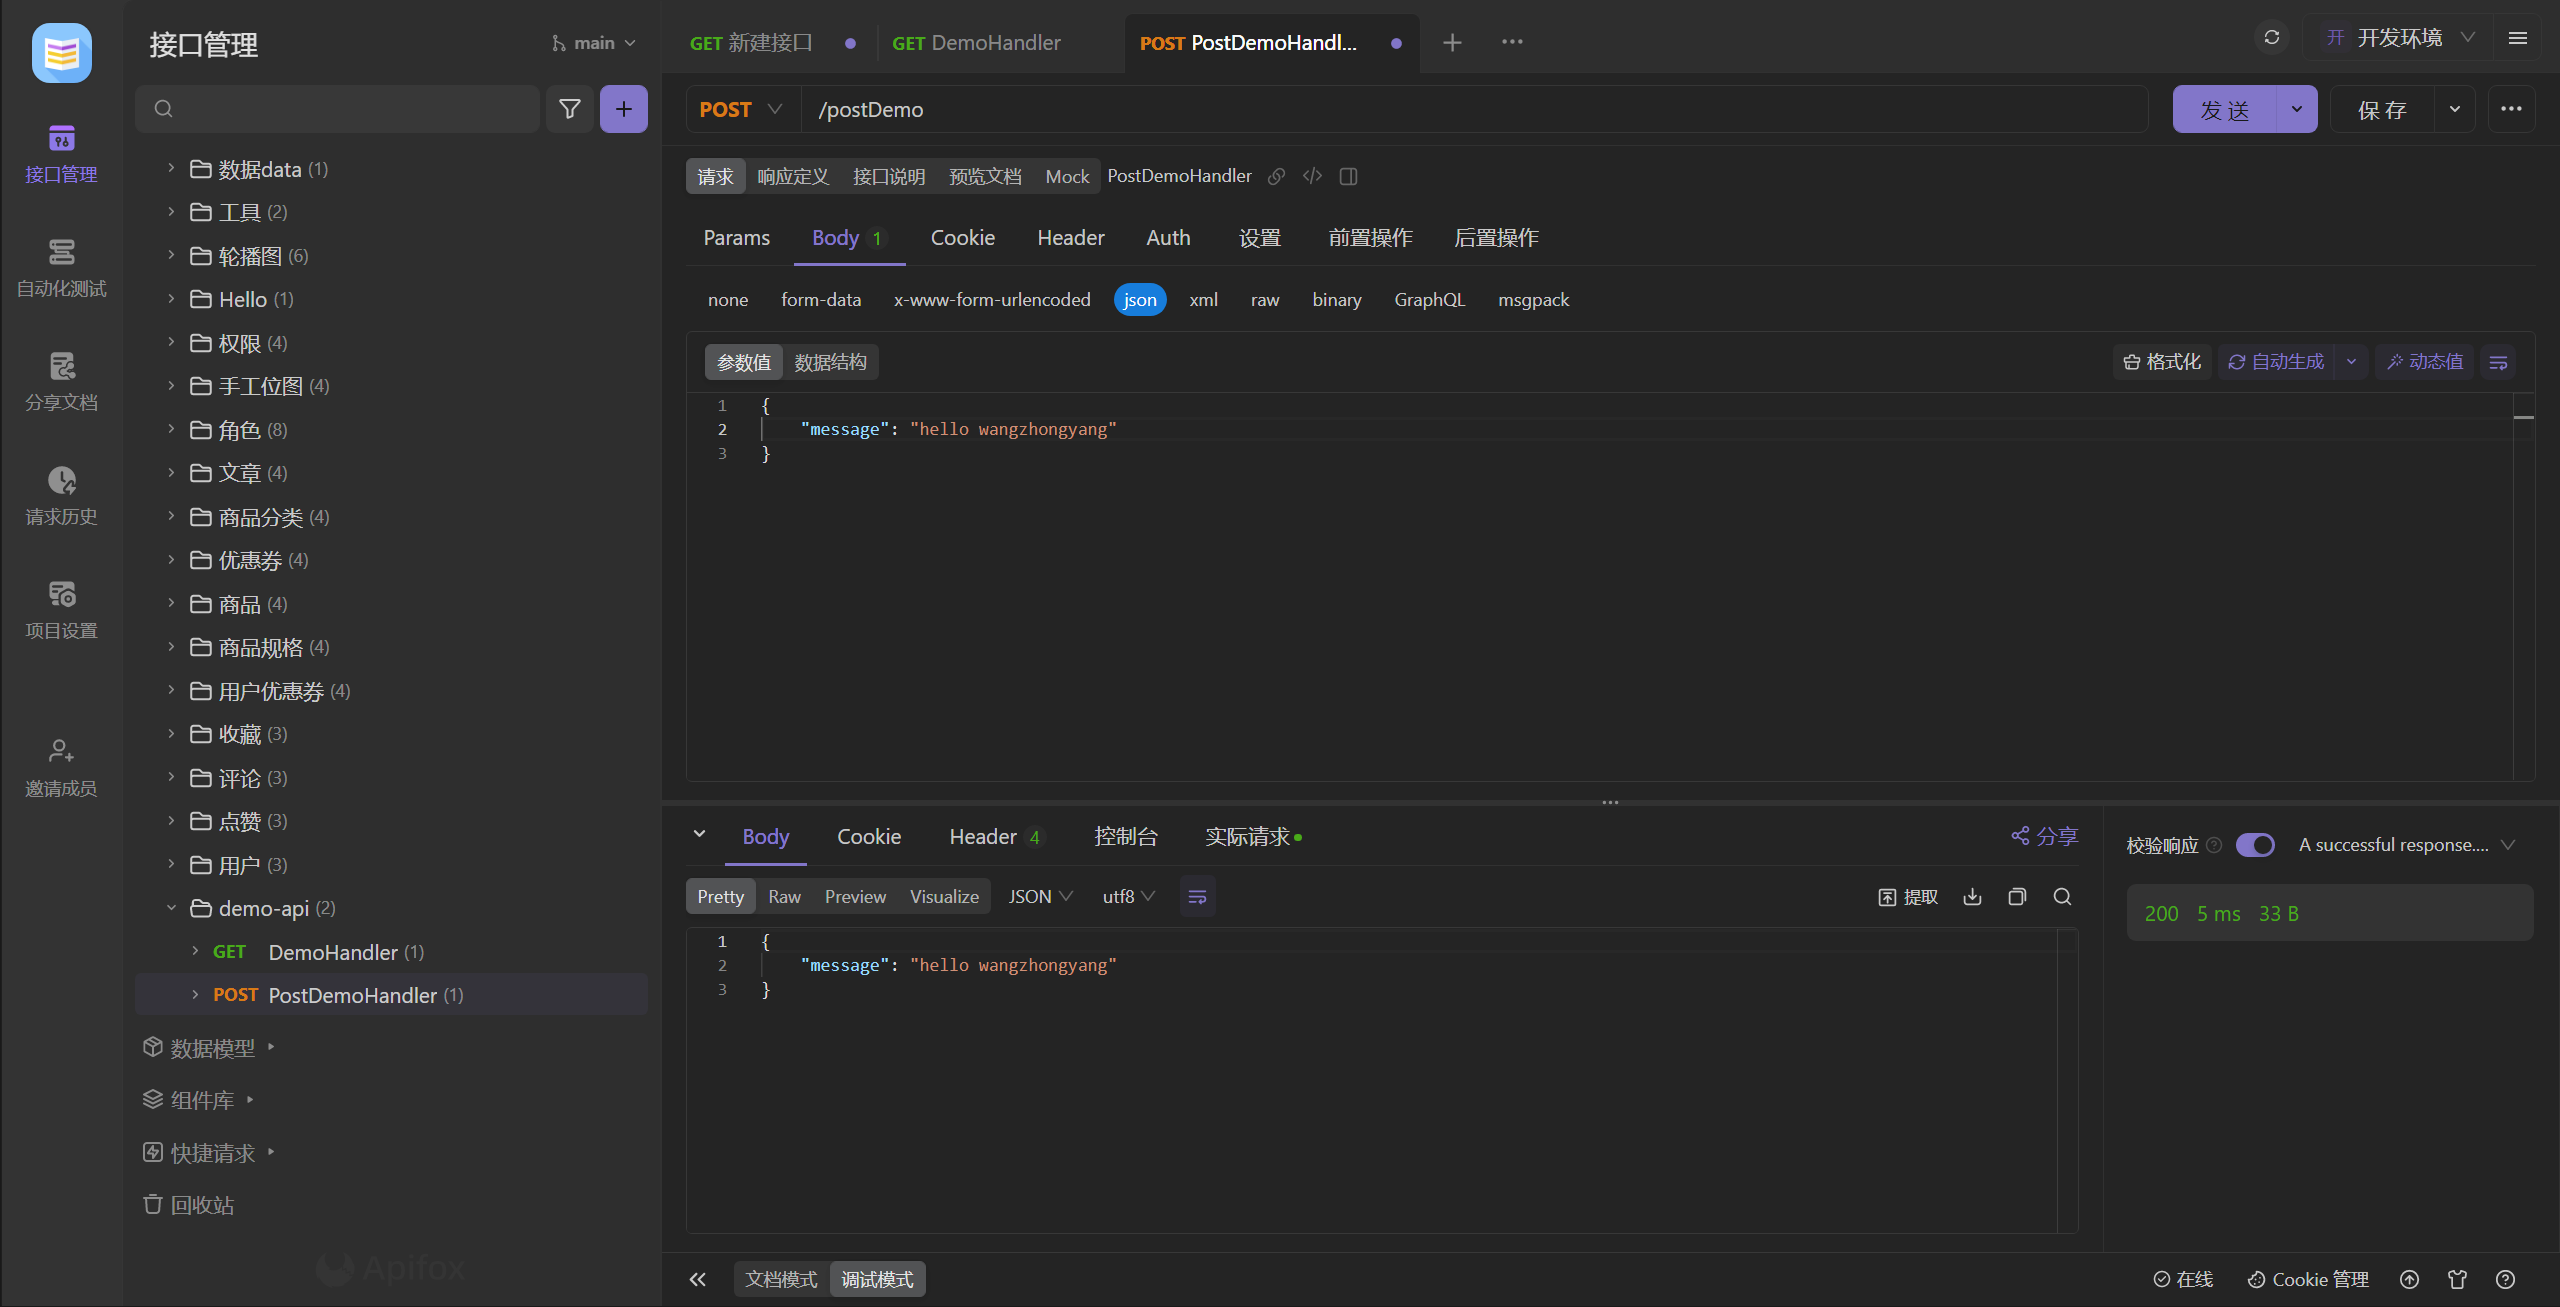 接口管理
自动化测试
分享文档
请求历史
项目设置
邀请成员
接口管理
main
数据data (1)
工具 (2)
轮播图 (6)
Hello (1)
权限 (4)
手工位图 (4)
角色 (8)
文章 (4)
商品分类 (4)
优惠券 (4)
商品 (4)
商品规格 (4)
用户优惠券 (4)
收藏 (3)
评论 (3)
点赞 (3)
用户 (3)
demo-api (2)
GET DemoHandler (1)
POST PostDemoHandler (1)
数据模型
组件库
快捷请求
回收站
Apifox
GET 新建接口 GET DemoHandler POST PostDemoHandl... 开 开发环境
POST /postDemo 发送 保存
请求 响应定义 接口说明 预览文档 Mock PostDemoHandler
Params Body 1 Cookie Header Auth 设置 前置操作 后置操作
none form-data x-www-form-urlencoded json xml raw binary GraphQL msgpack
参数值 数据结构 格式化 自动生成 动态值
1 {
2 "message": "hello wangzhongyang"
3 }
Body Cookie Header 4 控制台 实际请求 分享
Pretty Raw Preview Visualize JSON utf8 提取
1 {
2 "message": "hello wangzhongyang"
3 }
校验响应 A successful response....
200 5 ms 33 B
文档模式 调试模式 在线 Cookie 管理